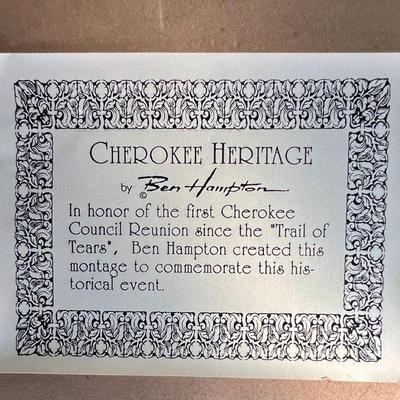 CHEROKEE HERITAGE
by Ben Hampton
©
In honor of the first Cherokee
Council Reunion since the "Trail of
Tears", Ben Hampton created this
montage to commemorate this his-
torical event.